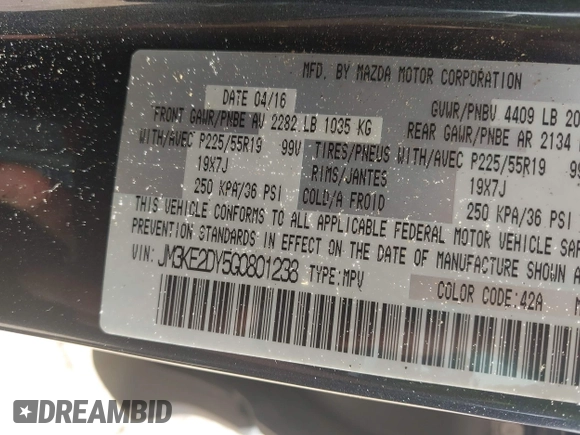 MFD. BY MAZDA MOTOR CORPORATION
DATE 04/16 GVWR/PNBV 4409 LB 20
FRONT GAWR/PNBE AV 2282 LB 1035 KG REAR GAWR/PNBE AR 2134
WITH/AVEC P225/55R19 99V TIRES/PNEUS WITH/AVEC P225/55R19 99
19X7J RIMS/JANTES 19X7J
250 KPA/36 PSI COLD/A FROID 250 KPA/36 PSI
THIS VEHICLE CONFORMS TO ALL APPLICABLE FEDERAL MOTOR VEHICLE SAF
PREVENTION STANDARDS IN EFFECT ON THE DATE OF MANUFACTURE SHOWN A
VIN: JM3KE2DY5G0801238 TYPE:MPV
COLOR CODE:42A
DREAMBID